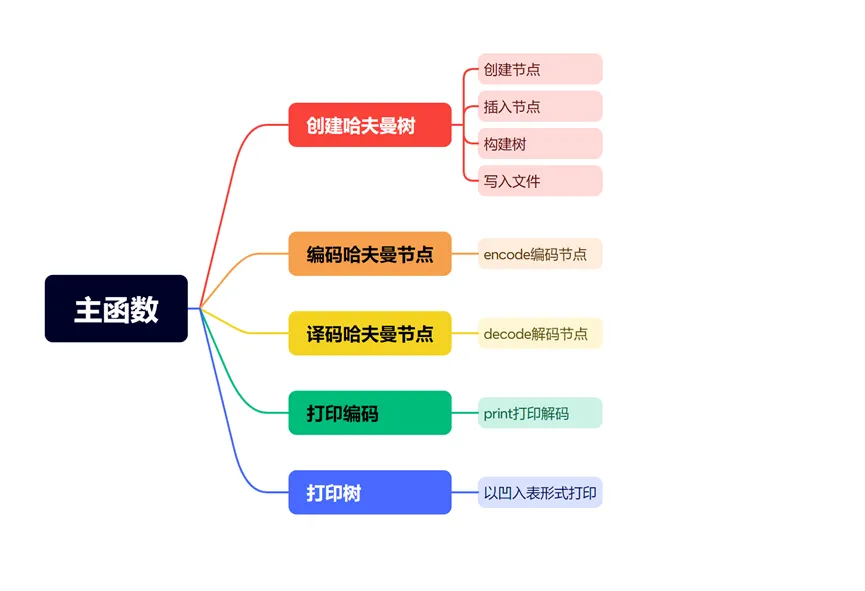 主函数
创建哈夫曼树
创建节点
插入节点
构建树
写入文件
编码哈夫曼节点
encode编码节点
译码哈夫曼节点
decode解码节点
打印编码
print打印解码
打印树
以凹入表形式打印